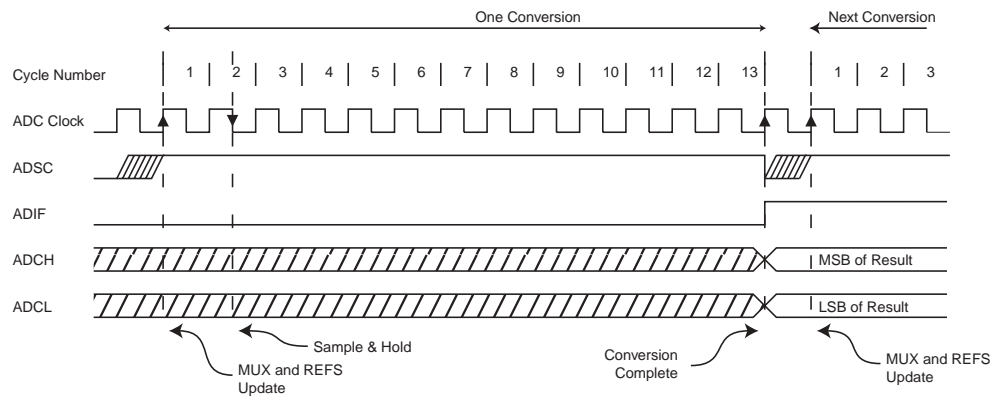 One Conversion
Next Conversion
Cycle Number 1 2 3 4 5 6 7 8 9 10 11 12 13 1 2 3
ADC Clock
ADSC
ADIF
ADCH MSB of Result
ADCL LSB of Result
Sample & Hold
MUX and REFS
Update
Conversion
Complete
MUX and REFS
Update